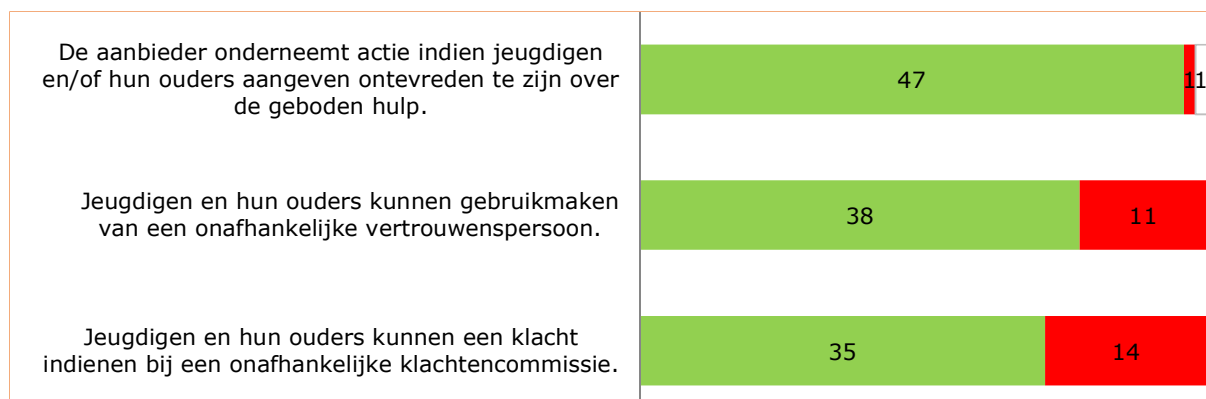 De aanbieder onderneemt actie indien jeugdigen
en/of hun ouders aangeven ontevreden te zijn over
de geboden hulp.
47
1
1
Jeugdigen en hun ouders kunnen gebruikmaken
van een onafhankelijke vertrouwenspersoon.
38
11
Jeugdigen en hun ouders kunnen een klacht
indienen bij een onafhankelijke klachtencommissie.
35
14